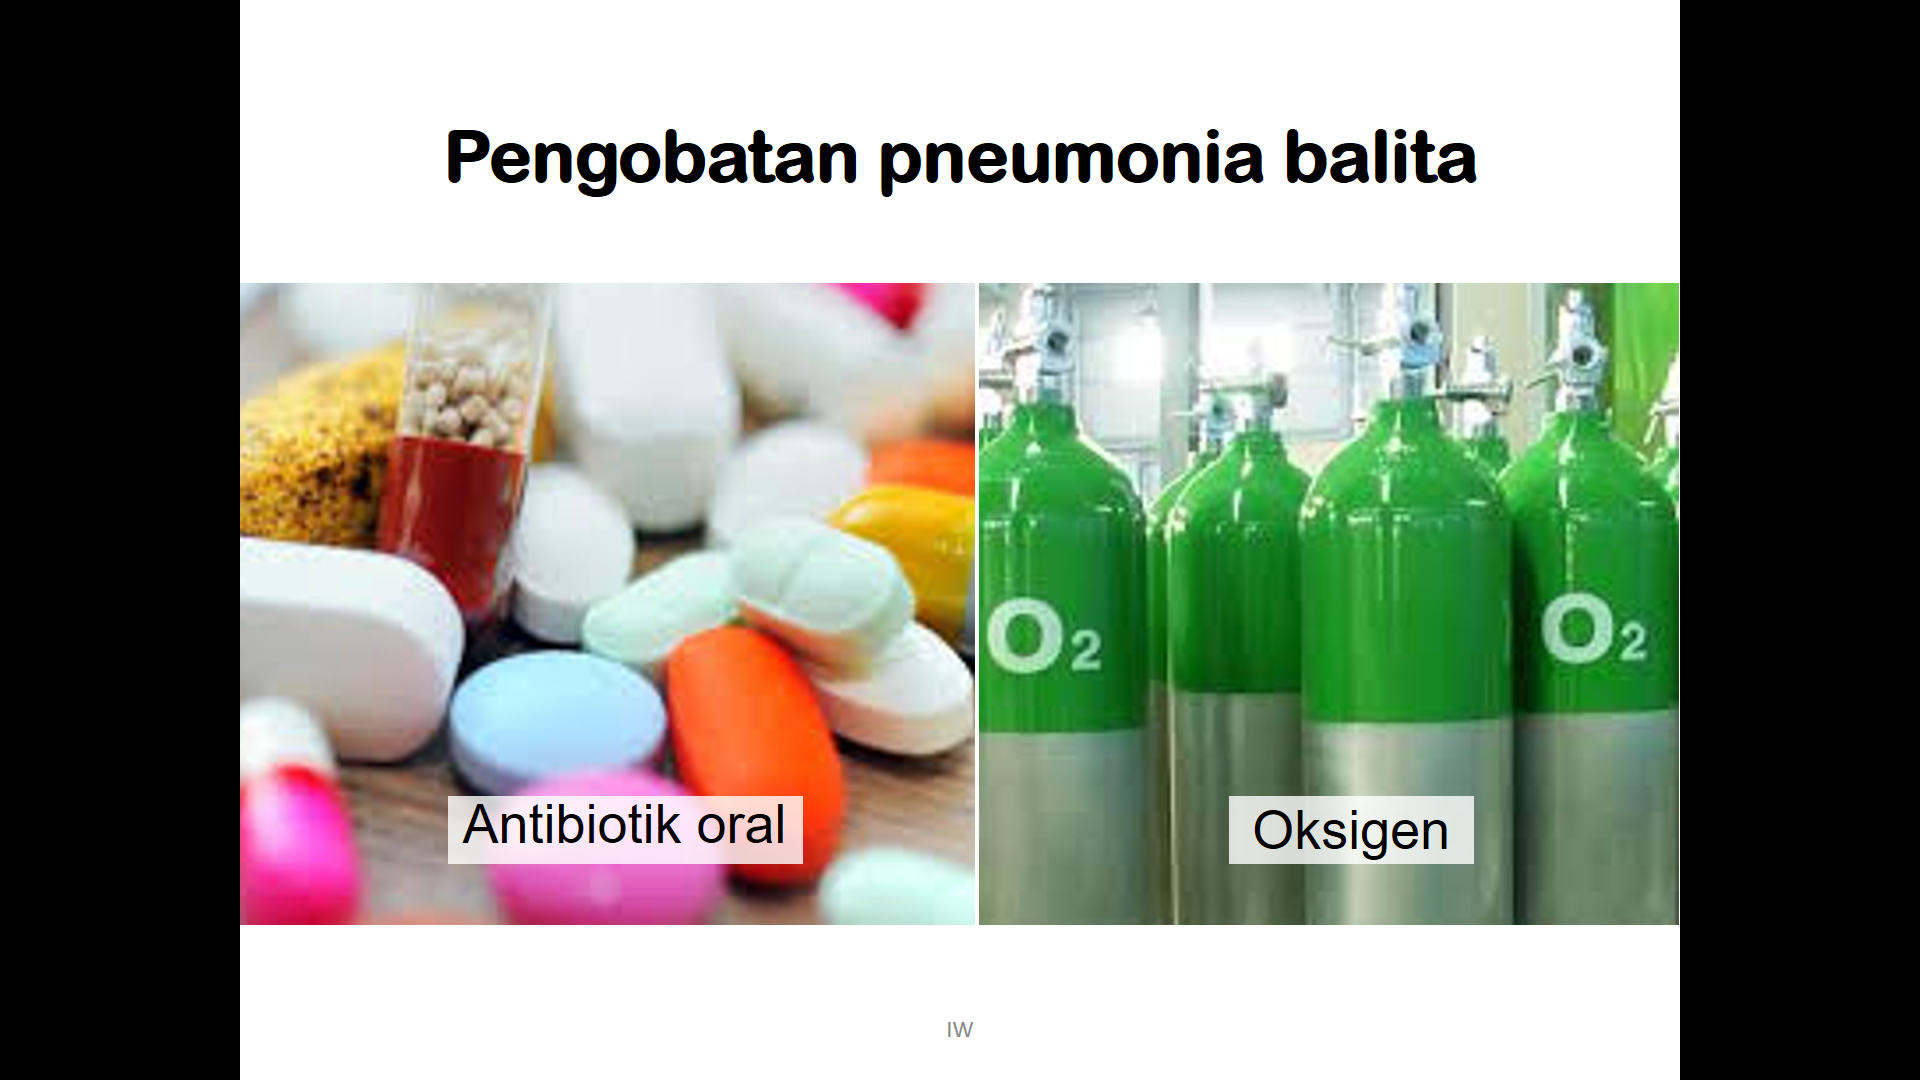 Pengobatan pneumonia balita
O2
O2
Antibiotik oral
Oksigen
IW